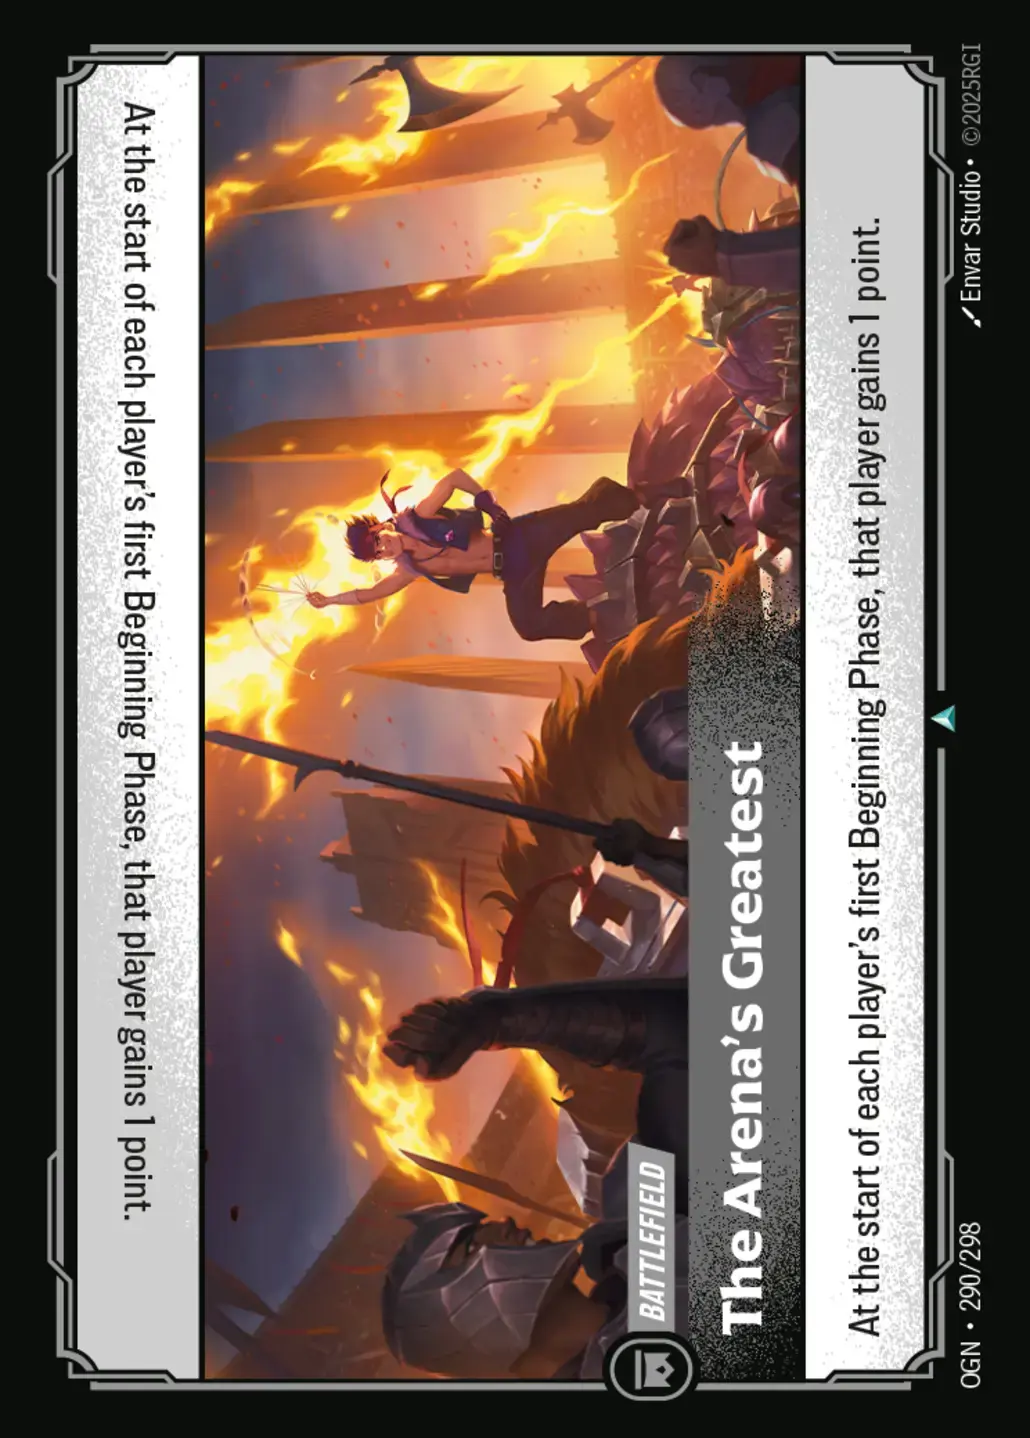 At the start of each player's first Beginning Phase, that player gains 1 point.
BATTLEFIELD
The Arena's Greatest
At the start of each player's first Beginning Phase, that player gains 1 point.
OGN • 290/298
Envar Studio • ©2025RGI